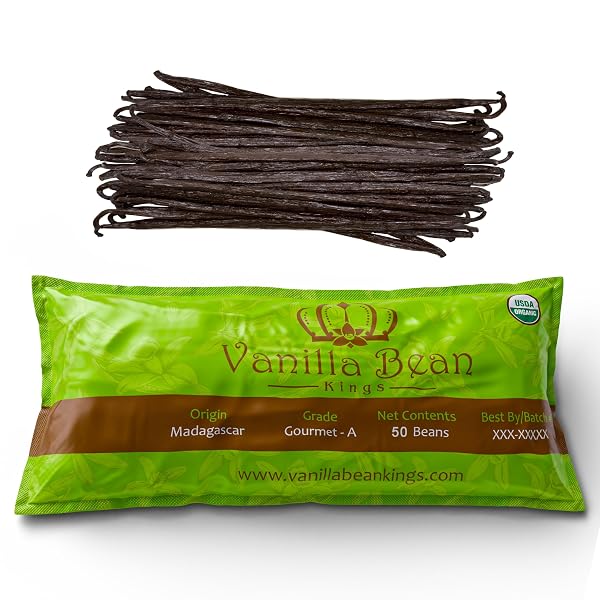 USDA
ORGANIC
Vanilla Bean
Kings
Origin
Madagascar
Grade
Gourmet - A
Net Contents
50 Beans
Best By/Batch
XXX-XXXXX
www.vanillabeankings.com